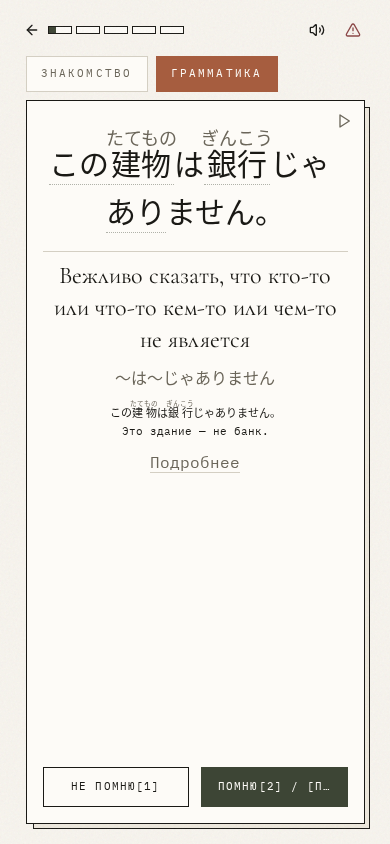 ЗНАКОМСТВО
ГРАММАТИКА
たてもの ぎんこう
この建物は銀行じゃ
ありません。
Вежливо сказать, что кто-то
или что-то кем-то или чем-то
не является
〜は〜じゃありません
たてもの ぎんこう
この建物は銀行じゃありません。
Это здание — не банк.
Подробнее
НЕ ПОМНЮ[1]
ПОМНЮ[2] / [П…